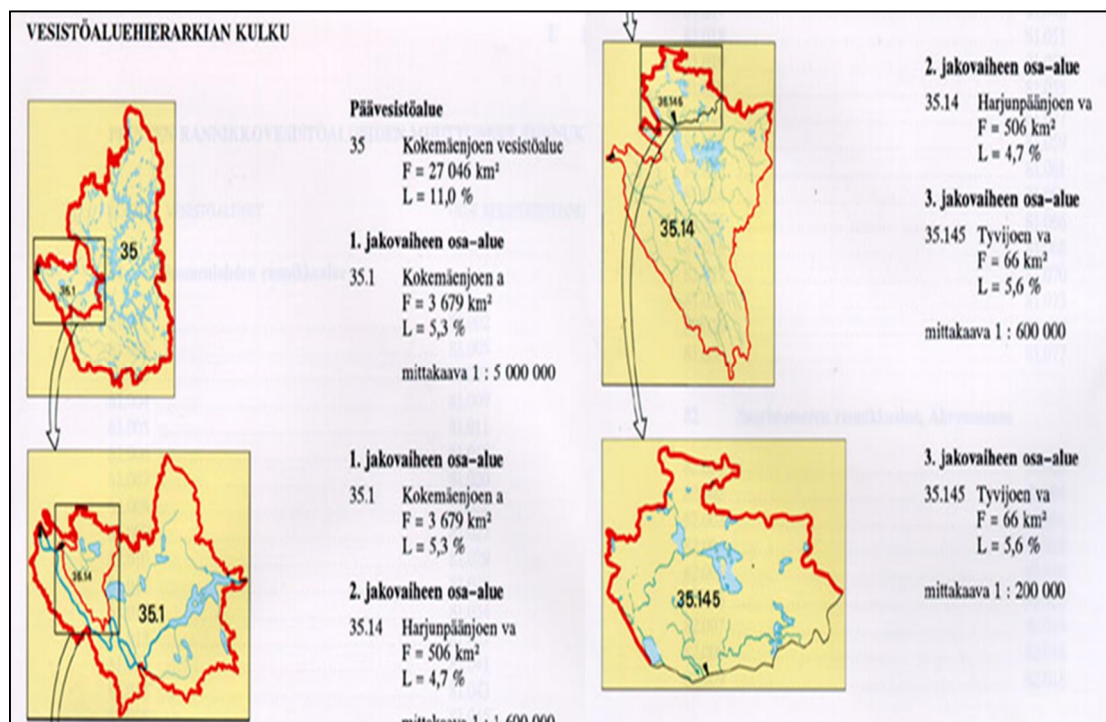 VESISTÖALUEHIERARKIAN KULKU
35
35.1
Päävesistöalue
35 Kokemäenjoen vesistöalue
F = 27 046 km²
L = 11,0 %
1. jakovaiheen osa-alue
35.1 Kokemäenjoen a
F = 3 679 km²
L = 5,3 %
mittakaava 1 : 5 000 000
35.14
35.1
1. jakovaiheen osa-alue
35.1 Kokemäenjoen a
F = 3 679 km²
L = 5,3 %
2. jakovaiheen osa-alue
35.14 Harjunpäänjoen va
F = 506 km²
L = 4,7 %
mittakaava 1 : 1 600 000
35.145
35.14
2. jakovaiheen osa-alue
35.14 Harjunpäänjoen va
F = 506 km²
L = 4,7 %
3. jakovaiheen osa-alue
35.145 Tyvijoen va
F = 66 km²
L = 5,6 %
mittakaava 1 : 600 000
35.145
3. jakovaiheen osa-alue
35.145 Tyvijoen va
F = 66 km²
L = 5,6 %
mittakaava 1 : 200 000